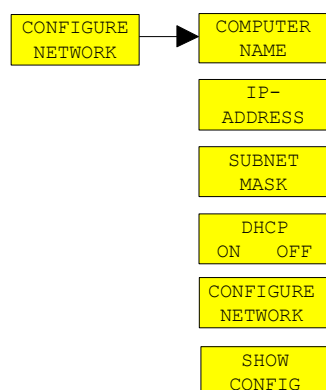 CONFIGURE
NETWORK
COMPUTER
NAME
IP-
ADDRESS
SUBNET
MASK
DHCP
ON OFF
CONFIGURE
NETWORK
SHOW
CONFIG